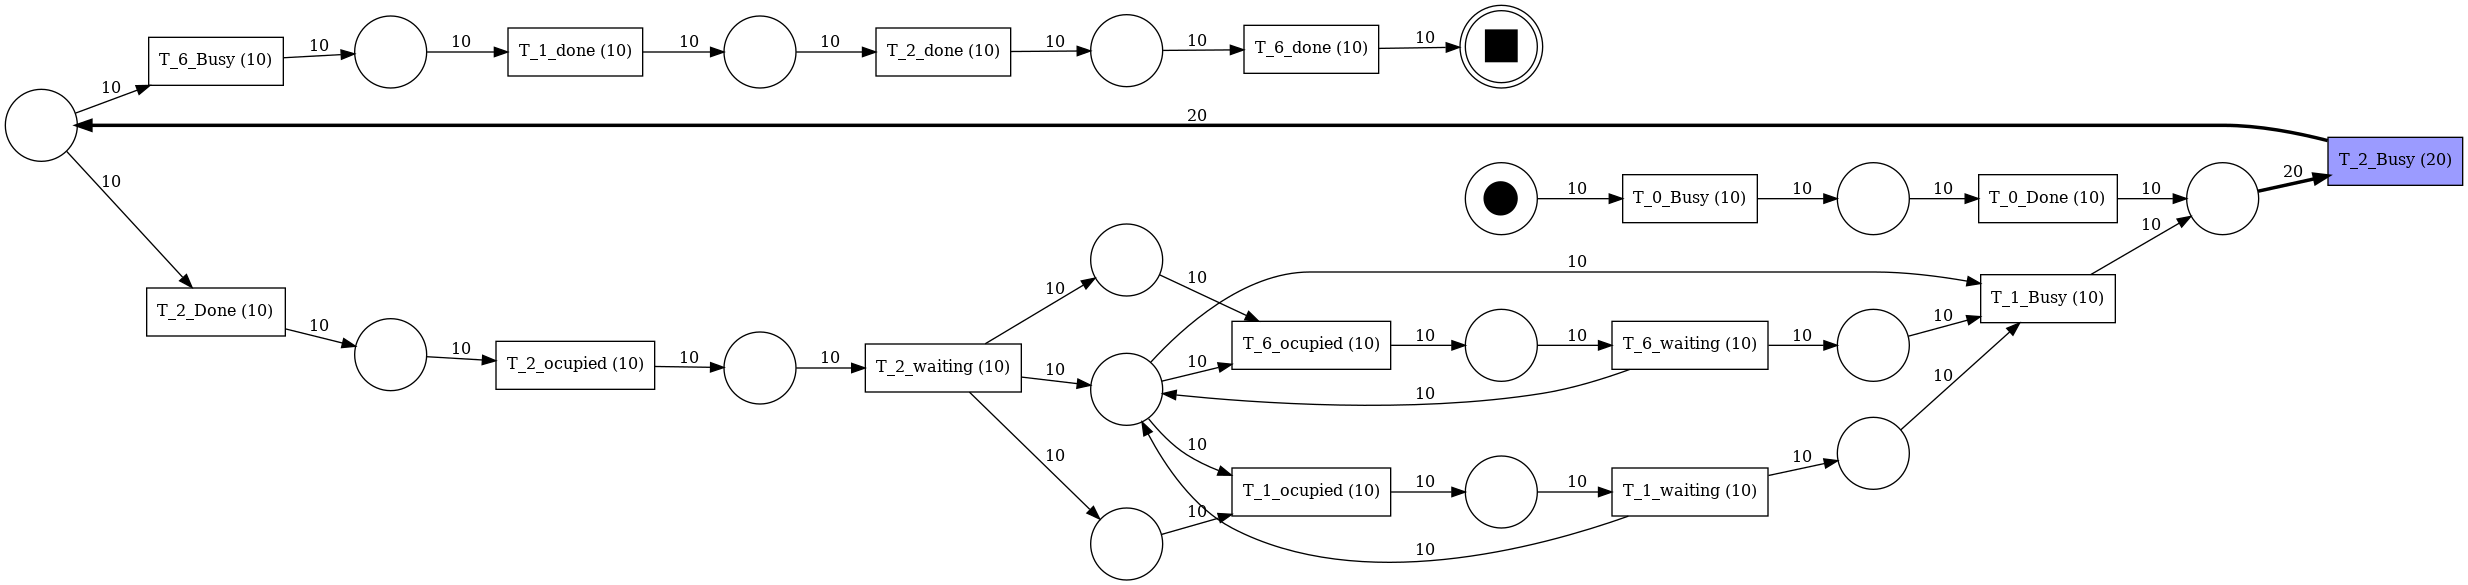 T_6_Busy (10)
10
10
10
T_1_done (10)
10
10
T_2_done (10)
10
10
T_6_done (10)
10
20
T_2_Busy (20)
10
10
T_0_Busy (10)
10
10
T_0_Done (10)
10
20
10
10
10
10
T_2_Done (10)
10
10
T_2_ocupied (10)
10
10
T_2_waiting (10)
10
10
10
10
T_6_ocupied (10)
10
10
T_6_waiting (10)
10
10
T_1_Busy (10)
10
10
10
T_1_ocupied (10)
10
10
T_1_waiting (10)
10
10
10
10